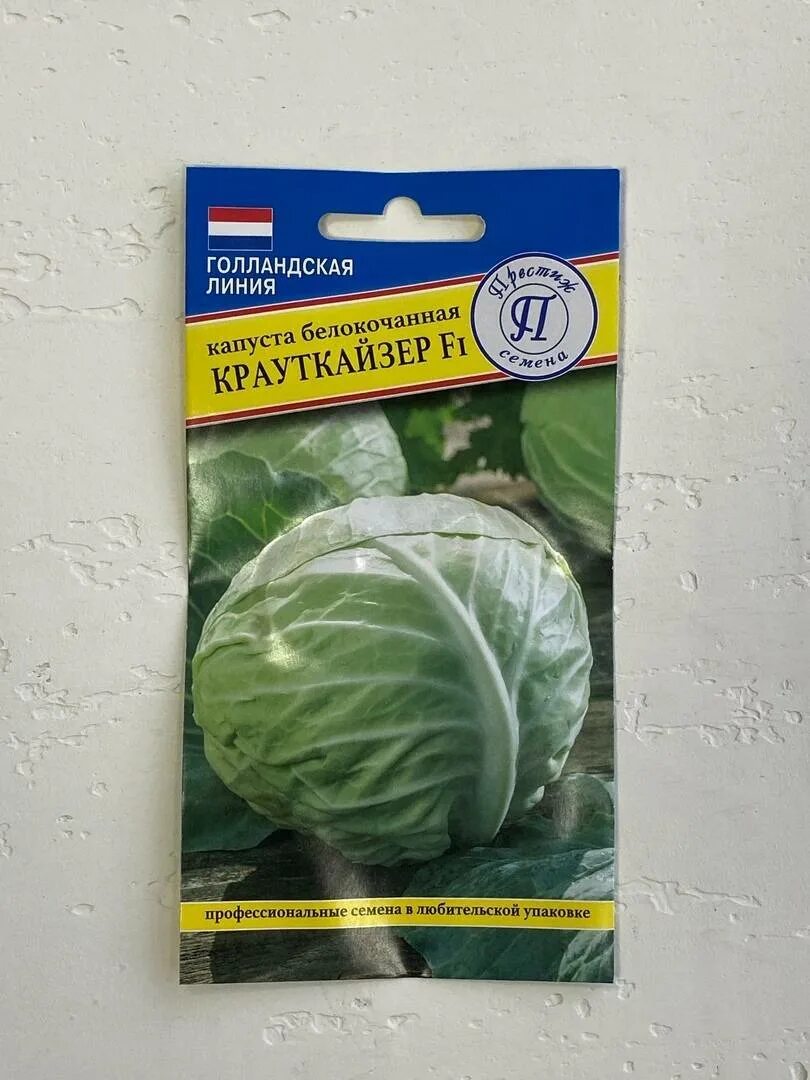 ГОЛЛАНДСКАЯ
ЛИНИЯ
Престиж
П
семена
капуста белокочанная
КРАУТКАЙЗЕР F1
профессиональные семена в любительской упаковке